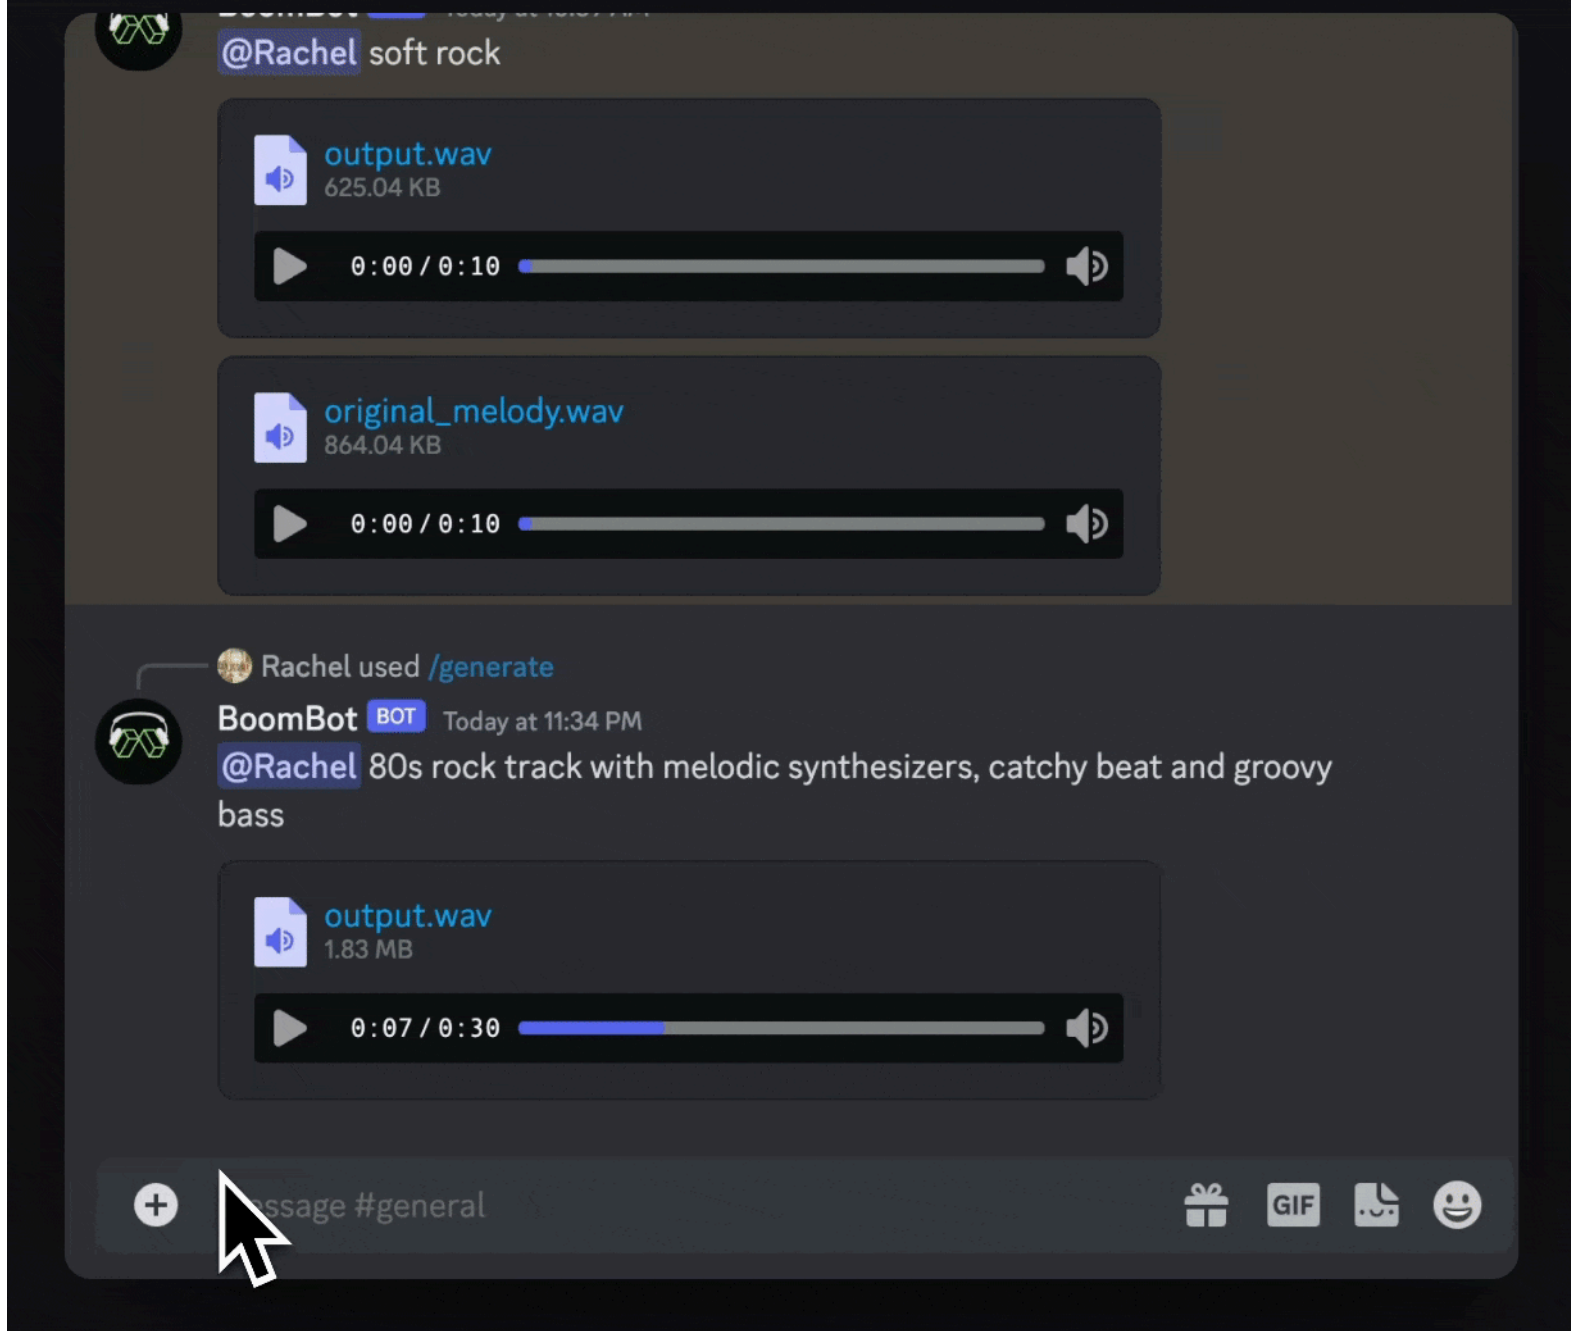 @Rachel soft rock
output.wav
625.04 KB
0:00 / 0:10
original_melody.wav
864.04 KB
0:00 / 0:10
Rachel used /generate
BoomBot BOT Today at 11:34 PM
@Rachel 80s rock track with melodic synthesizers, catchy beat and groovy
bass
output.wav
1.83 MB
0:07 / 0:30
essage #general
GIF